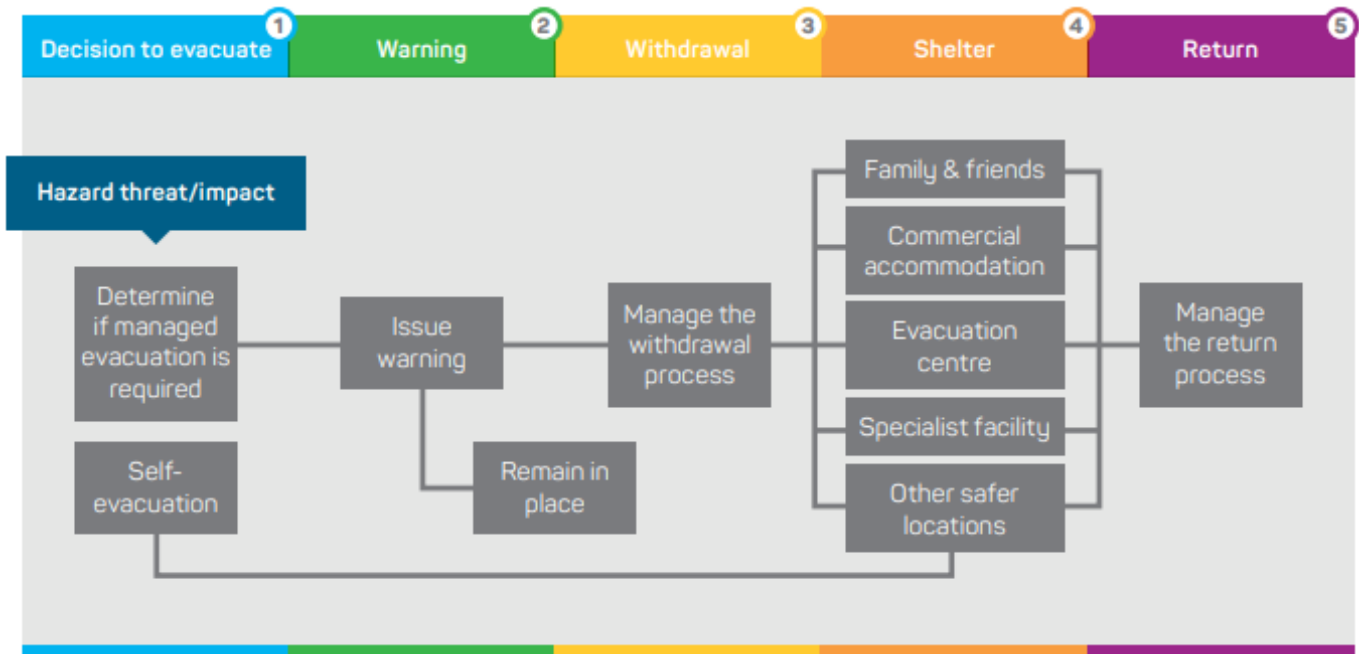 1
2
3
4
5
Decision to evacuate
Warning
Withdrawal
Shelter
Return
Hazard threat/impact
Determine
if managed
evacuation is
required
Self-
evacuation
Issue
warning
Remain in
place
Manage the
withdrawal
process
Family & friends
Commercial
accommodation
Evacuation
centre
Specialist facility
Other safer
locations
Manage
the return
process